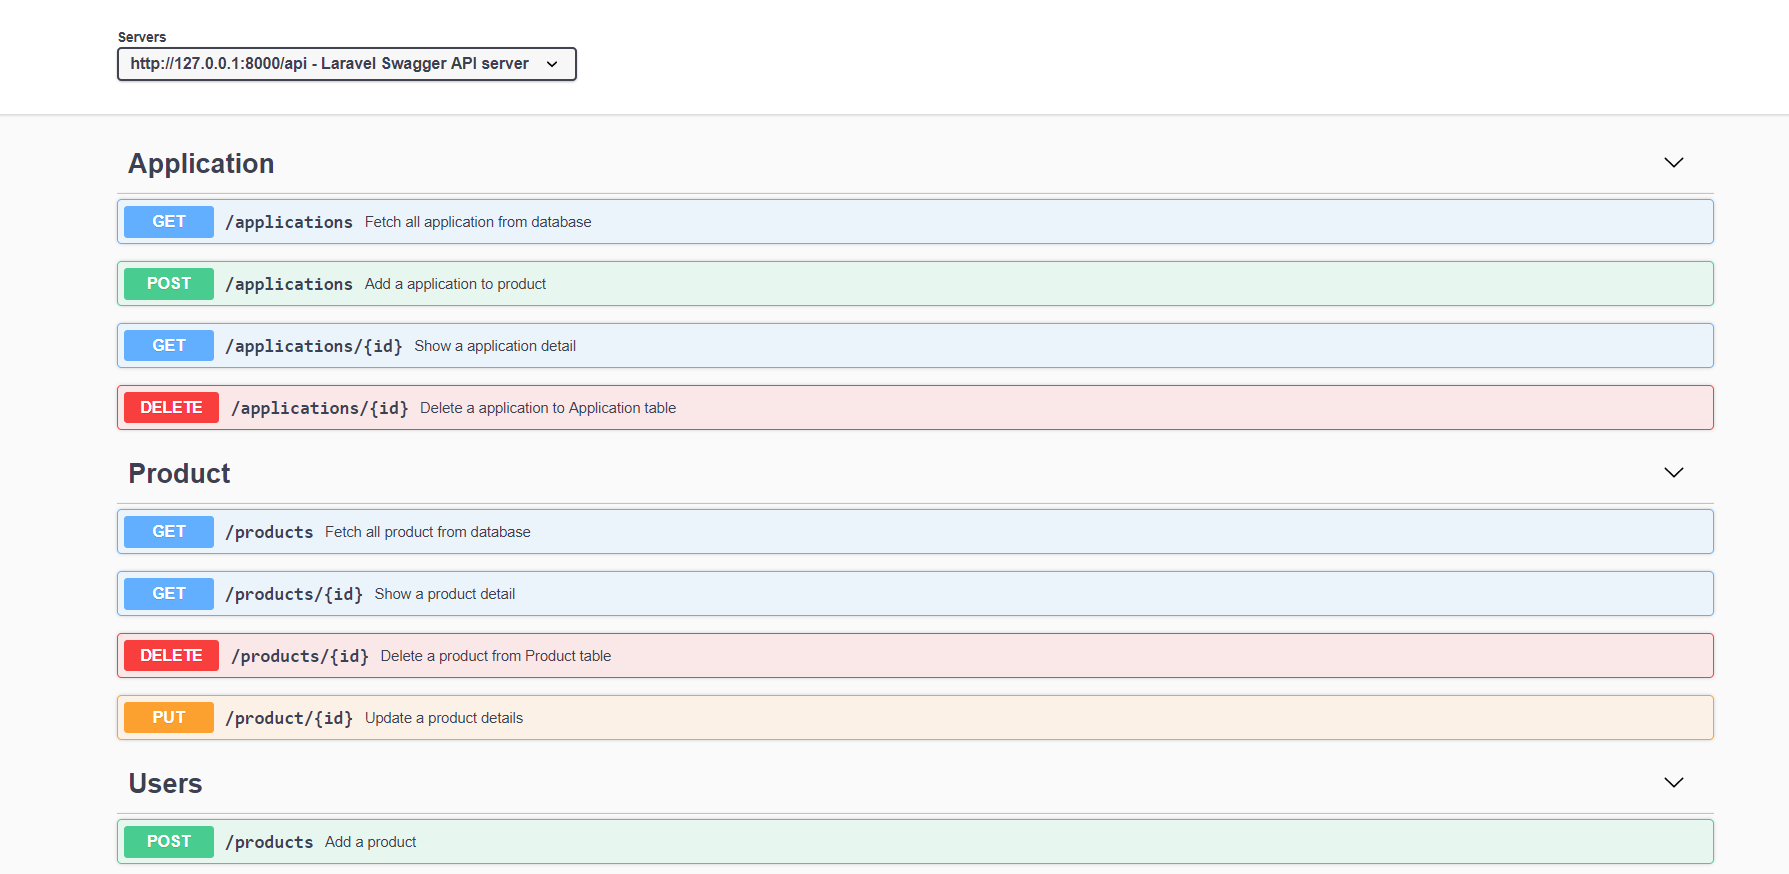 Servers
http://127.0.0.1:8000/api - Laravel Swagger API server
Application
GET /applications Fetch all application from database
POST /applications Add a application to product
GET /applications/{id} Show a application detail
DELETE /applications/{id} Delete a application to Application table
Product
GET /products Fetch all product from database
GET /products/{id} Show a product detail
DELETE /products/{id} Delete a product from Product table
PUT /product/{id} Update a product details
Users
POST /products Add a product